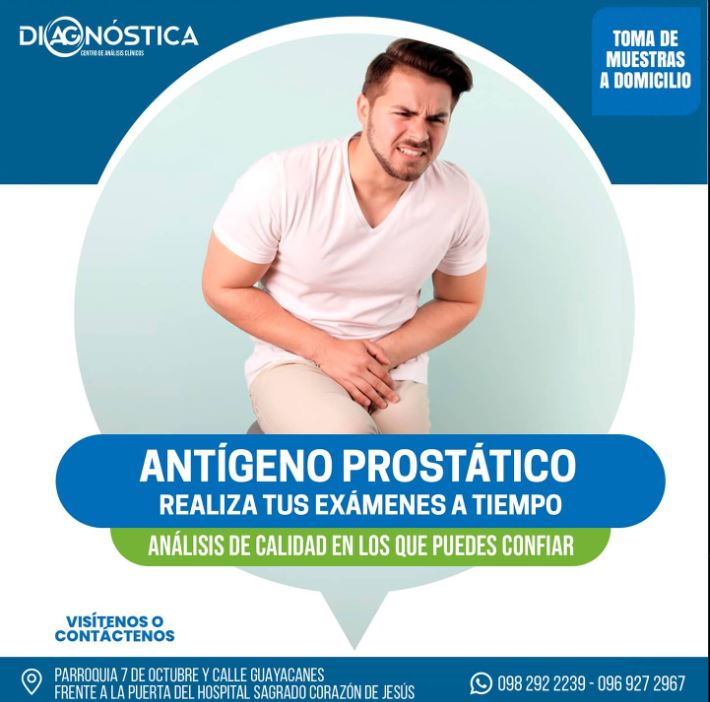 DIAGNÓSTICA
CENTRO DE ANÁLISIS CLÍNICOS
TOMA DE
MUESTRAS
A DOMICILIO
ANTÍGENO PROSTÁTICO
REALIZA TUS EXÁMENES A TIEMPO
ANÁLISIS DE CALIDAD EN LOS QUE PUEDES CONFIAR
VISÍTENOS O
CONTÁCTENOS
PARROQUIA 7 DE OCTUBRE Y CALLE GUAYACANES
FRENTE A LA PUERTA DEL HOSPITAL SAGRADO CORAZÓN DE JESÚS
098 292 2239 - 096 927 2967